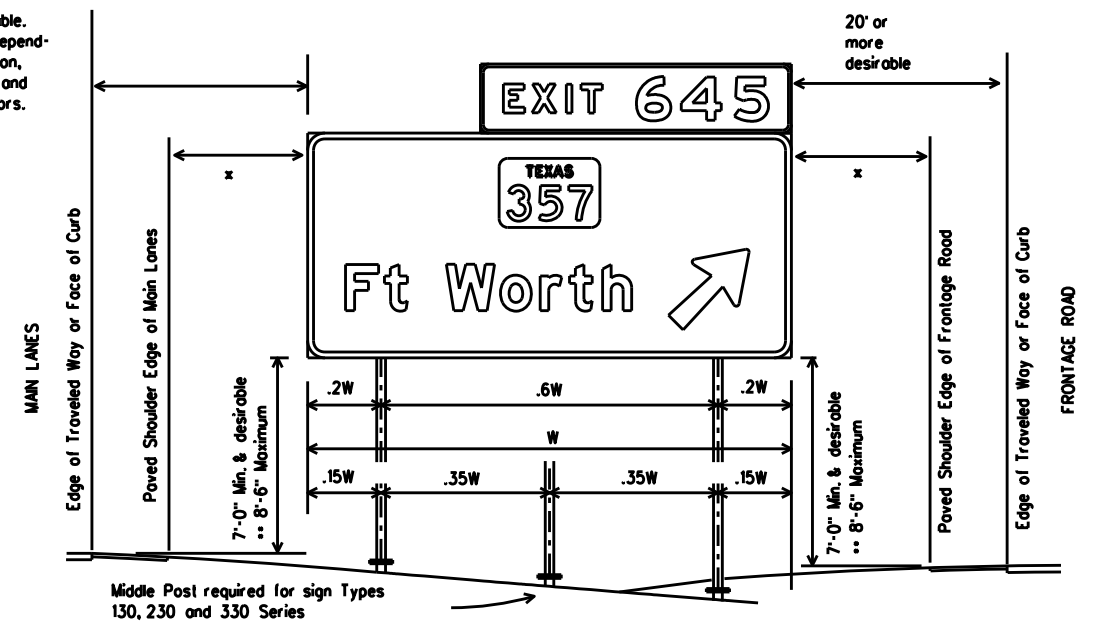 ble.
epend-
on,
and
ors.
20' or
more
desirable
EXIT 645
x
x
TEXAS
357
Ft Worth
MAIN LANES
Edge of Traveled Way or Face of Curb
Paved Shoulder Edge of Main Lanes
7'-0" Min. & desirable
** 8'-6" Maximum
.2W .6W .2W
W
.15W .35W .35W .15W
7'-0" Min. & desirable
** 8'-6" Maximum
Paved Shoulder Edge of Frontage Road
Edge of Traveled Way or Face of Curb
FRONTAGE ROAD
Middle Post required for sign Types
130, 230 and 330 Series